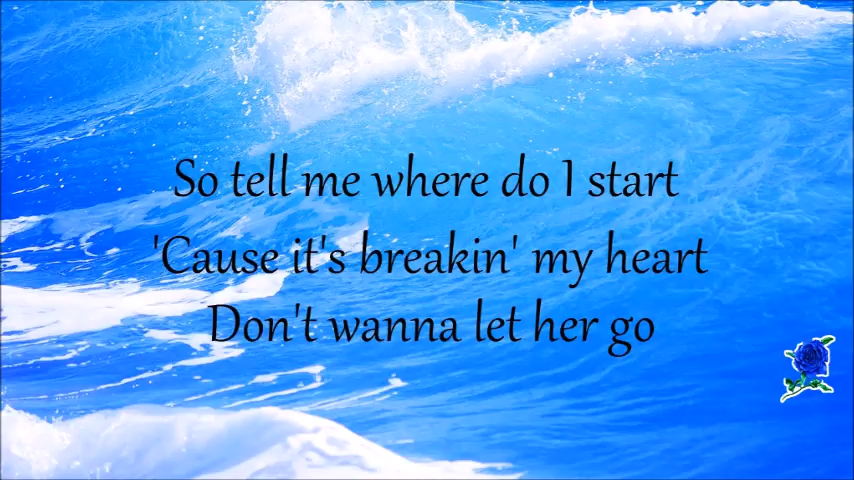 So tell me where do I start
'Cause it's breakin' my heart
Don't wanna let her go